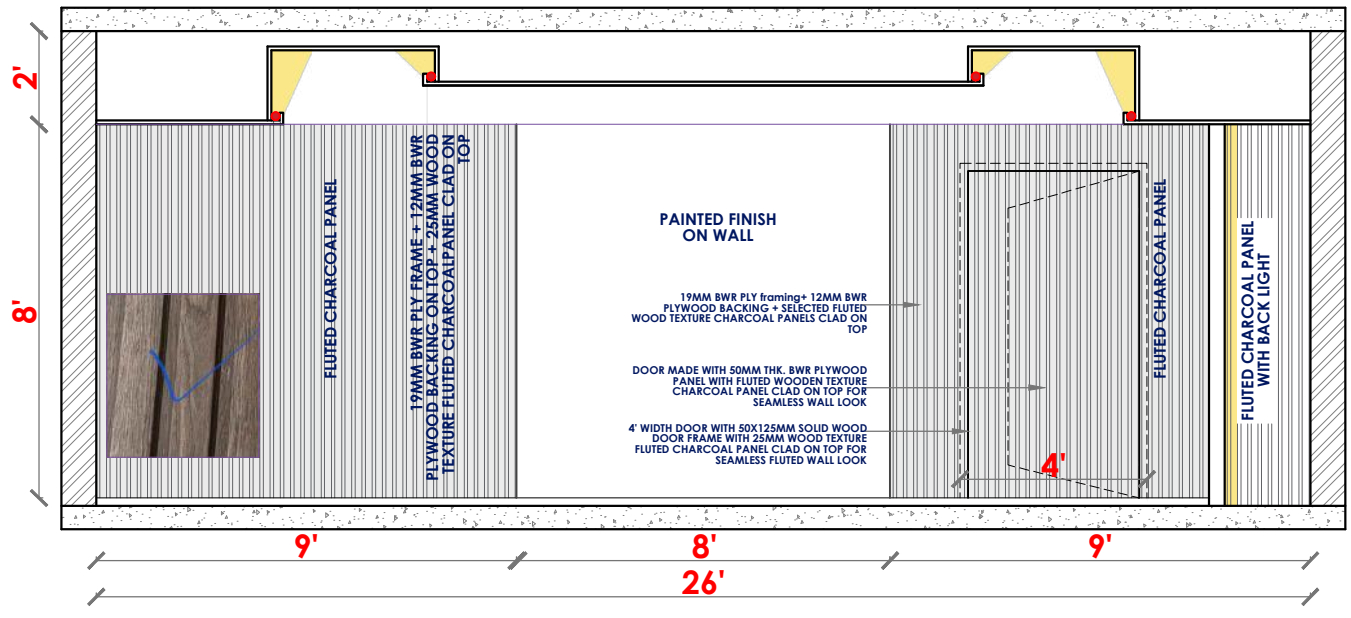 2'
8'
FLUTED CHARCOAL PANEL
19MM BWR PLY FRAME + 12MM BWR
PLYWOOD BACKING ON TOP + 25MM WOOD
TEXTURE FLUTED CHARCOALPANEL CLAD ON
TOP
PAINTED FINISH
ON WALL
19MM BWR PLY framing+ 12MM BWR
PLYWOOD BACKING + SELECTED FLUTED
WOOD TEXTURE CHARCOAL PANELS CLAD ON
TOP
DOOR MADE WITH 50MM THK. BWR PLYWOOD
PANEL WITH FLUTED WOODEN TEXTURE
CHARCOAL PANEL CLAD ON TOP FOR
SEAMLESS WALL LOOK
4' WIDTH DOOR WITH 50X125MM SOLID WOOD
DOOR FRAME WITH 25MM WOOD TEXTURE
FLUTED CHARCOAL PANEL CLAD ON TOP FOR
SEAMLESS FLUTED WALL LOOK
4'
FLUTED CHARCOAL PANEL
FLUTED CHARCOAL PANEL
WITH BACK LIGHT
9'
8'
9'
26'